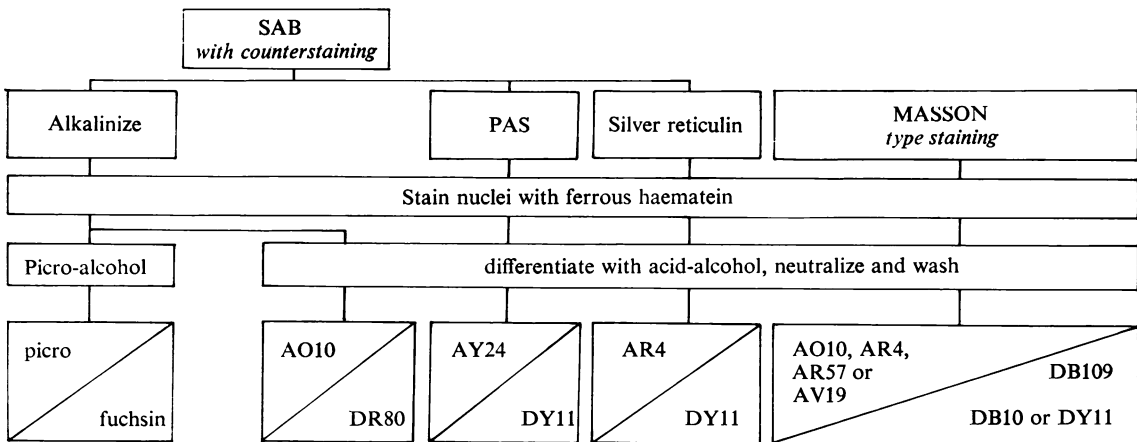 SAB
with counterstaining
Alkalinize
PAS
Silver reticulin
MASSON
type staining
Stain nuclei with ferrous haematein
Picro-alcohol
differentiate with acid-alcohol, neutralize and wash
picro
fuchsin
AO10
DR80
AY24
DY11
AR4
DY11
AO10, AR4,
AR57 or
AV19
DB109
DB10 or DY11